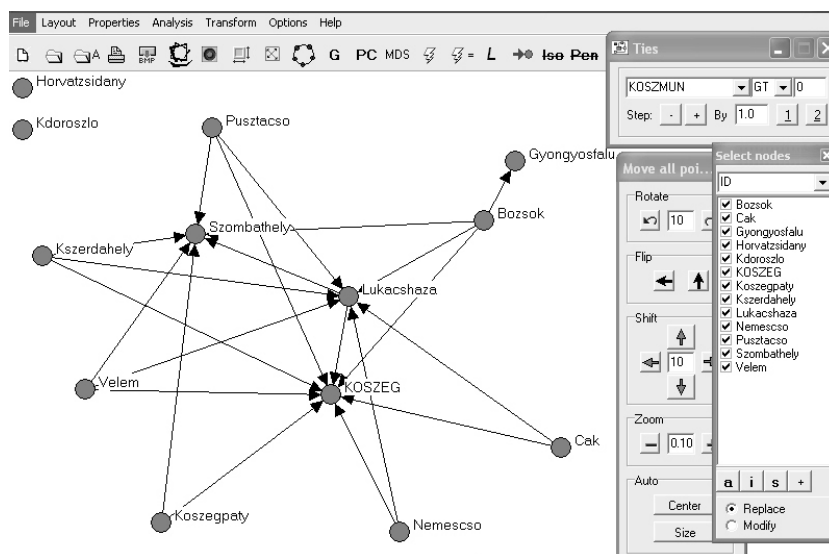 File Layout Properties Analysis Transform Options Help
A BMP G PC MDS = L Iso Pen
Horvatzsidany
Kdoroszlo
Pusztacso
Gyongyosfalu
Bozsok
Szombathely
Kszerdahely
Lukacshaza
Velem
KOSZEG
Cak
Koszegpaty
Nemescso
Ties
KOSZMUN GT 0
Step: - + By 1.0 1 2
Move all poi...
Rotate
10
Flip
Shift
10
Zoom
0.10
Auto
Center
Size
Select nodes
ID
Bozsok
Cak
Gyongyosfalu
Horvatzsidany
Kdoroszlo
KOSZEG
Koszegpaty
Kszerdahely
Lukacshaza
Nemescso
Pusztacso
Szombathely
Velem
a i s +
Replace
Modify